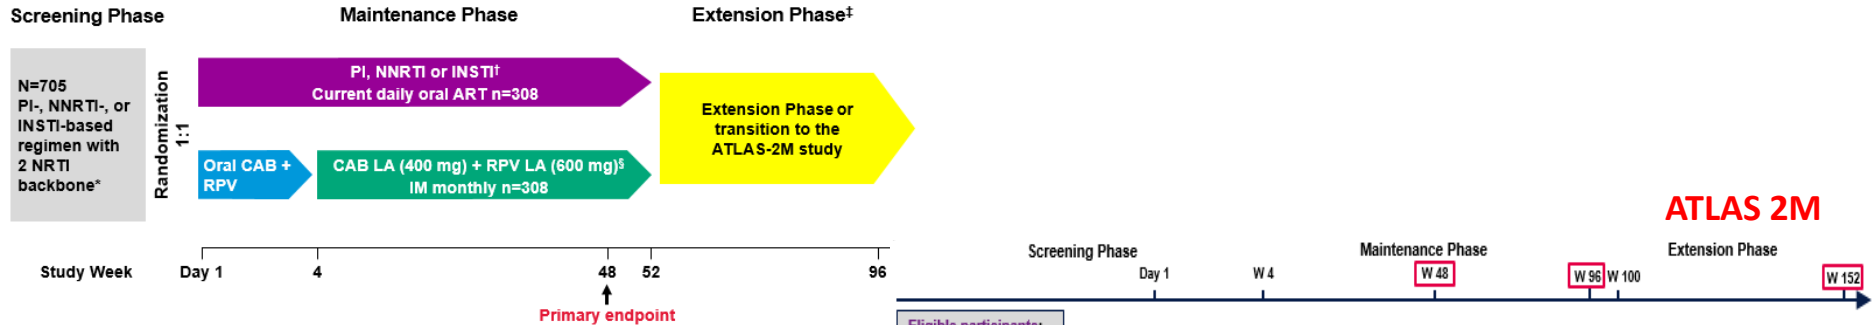 Screening Phase
Maintenance Phase
Extension Phase‡
N=705
PI-, NNRTI-, or
INSTI-based
regimen with
2 NRTI
backbone*
Randomization
1:1
PI, NNRTI or INSTI†
Current daily oral ART n=308
Oral CAB +
RPV
CAB LA (400 mg) + RPV LA (600 mg)§
IM monthly n=308
Extension Phase or
transition to the
ATLAS-2M study
Study Week
Day 1
4
48
52
96
Primary endpoint
ATLAS 2M
Screening Phase
Maintenance Phase
Extension Phase
Day 1
W 4
W 48
W 96
W 100
W 152
Eligible participants: